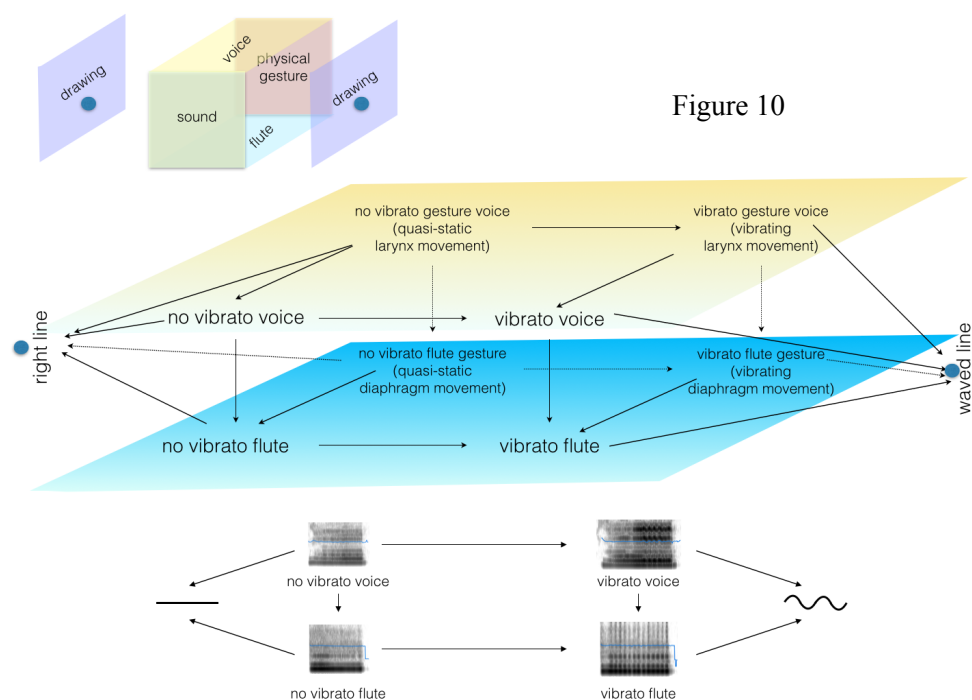 drawing
voice
physical
gesture
drawing
sound
flute
Figure 10
no vibrato gesture voice
(quasi-static
larynx movement)
vibrato gesture voice
(vibrating
larynx movement)
right line
no vibrato voice
vibrato voice
no vibrato flute gesture
(quasi-static
diaphragm movement)
vibrato flute gesture
(vibrating
diaphragm movement)
waved line
no vibrato flute
vibrato flute
no vibrato voice
vibrato voice
no vibrato flute
vibrato flute